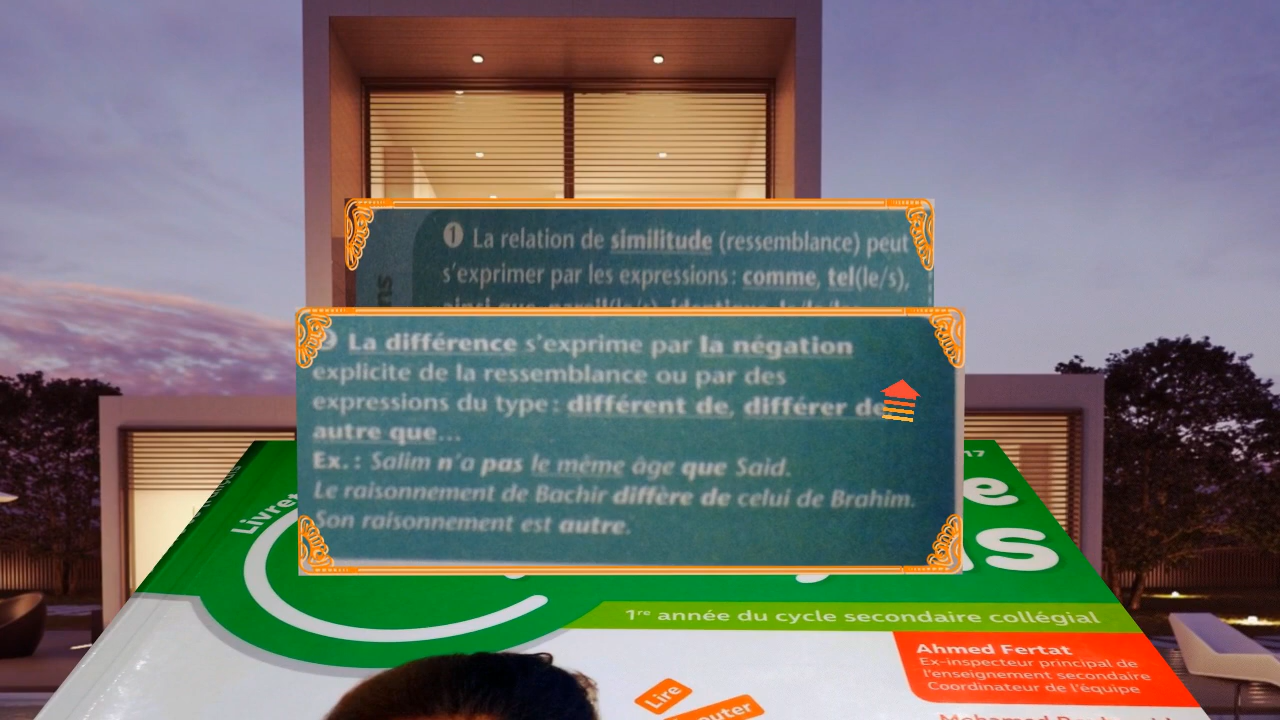 ❶ La relation de similitude (ressemblance) peut
s'exprimer par les expressions : comme, tel(le/s),
La différence s'exprime par la négation
explicite de la ressemblance ou par des
expressions du type : différent de, différer de
autre que...
Ex. : Salim n'a pas le même âge que Said.
Le raisonnement de Bachir diffère de celui de Brahim.
Son raisonnement est autre.
Livret
1re année du cycle secondaire collégial
Ahmed Fertat
Ex-inspecteur principal de
l'enseignement secondaire
Coordinateur de l'équipe
Lire